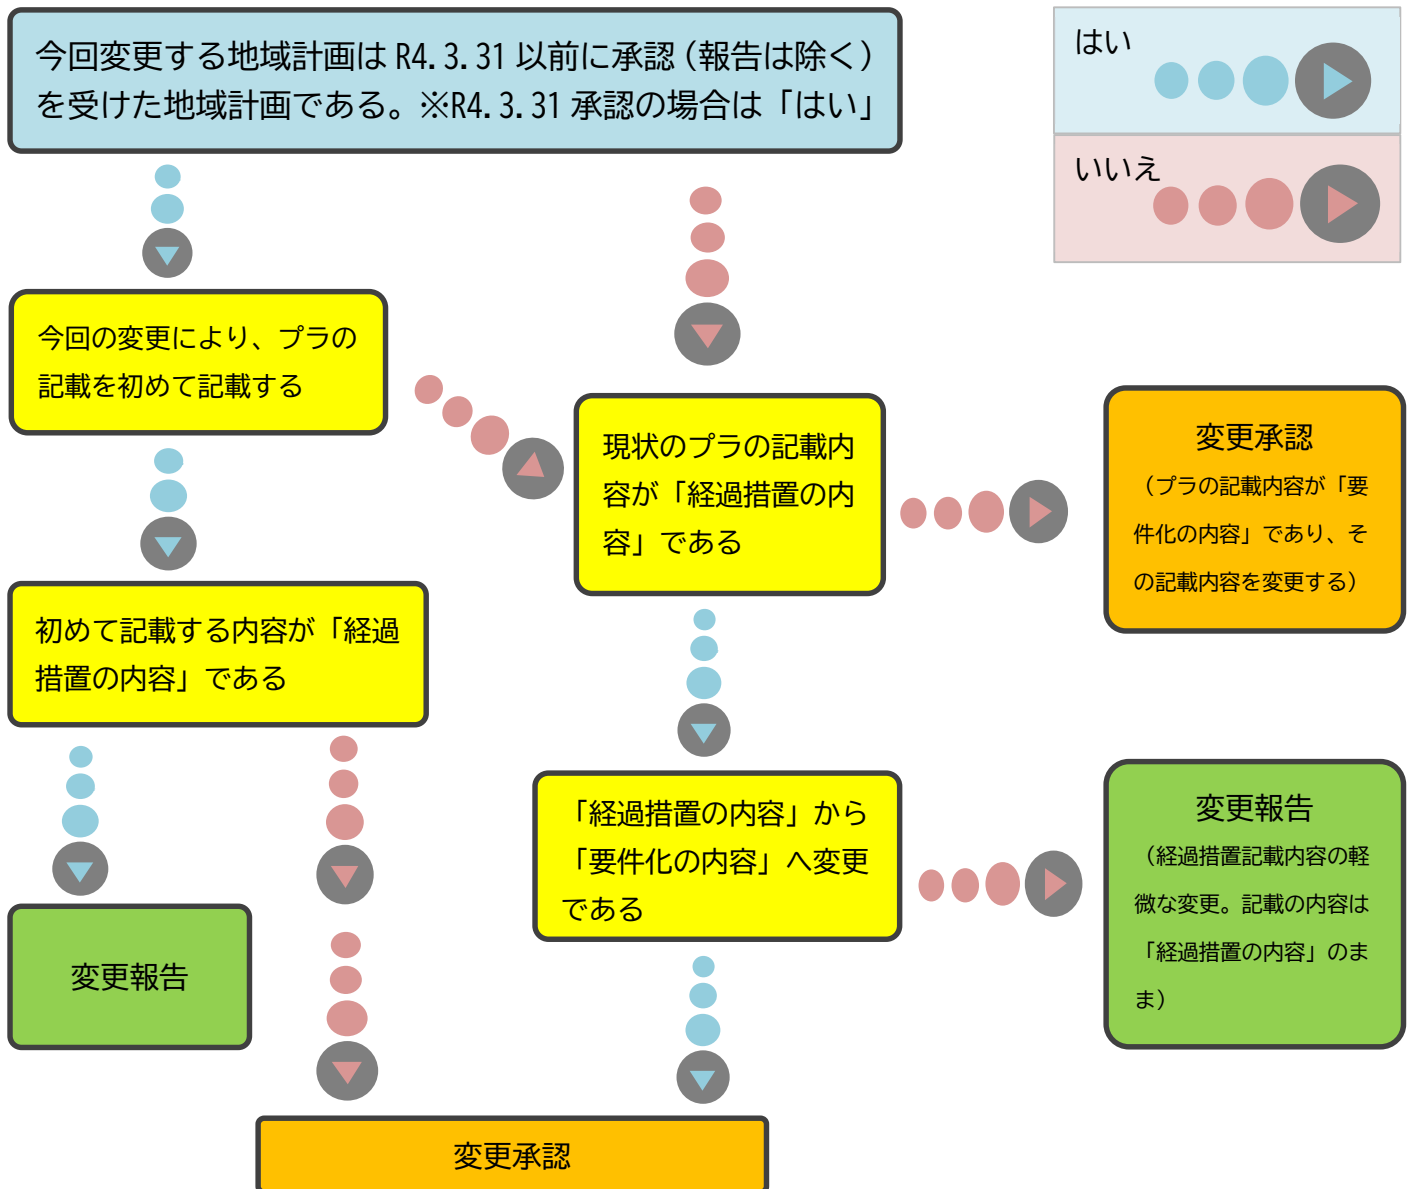 今回変更する地域計画は R4.3.31 以前に承認（報告は除く）
を受けた地域計画である。※R4.3.31 承認の場合は「はい」
はい
いいえ
今回の変更により、プラの
記載を初めて記載する
現状のプラの記載内
容が「経過措置の内
容」である
変更承認
（プラの記載内容が「要
件化の内容」であり、そ
の記載内容を変更する）
初めて記載する内容が「経過
措置の内容」である
「経過措置の内容」から
「要件化の内容」へ変更
である
変更報告
（経過措置記載内容の軽
微な変更。記載の内容は
「経過措置の内容」のま
ま）
変更報告
変更承認